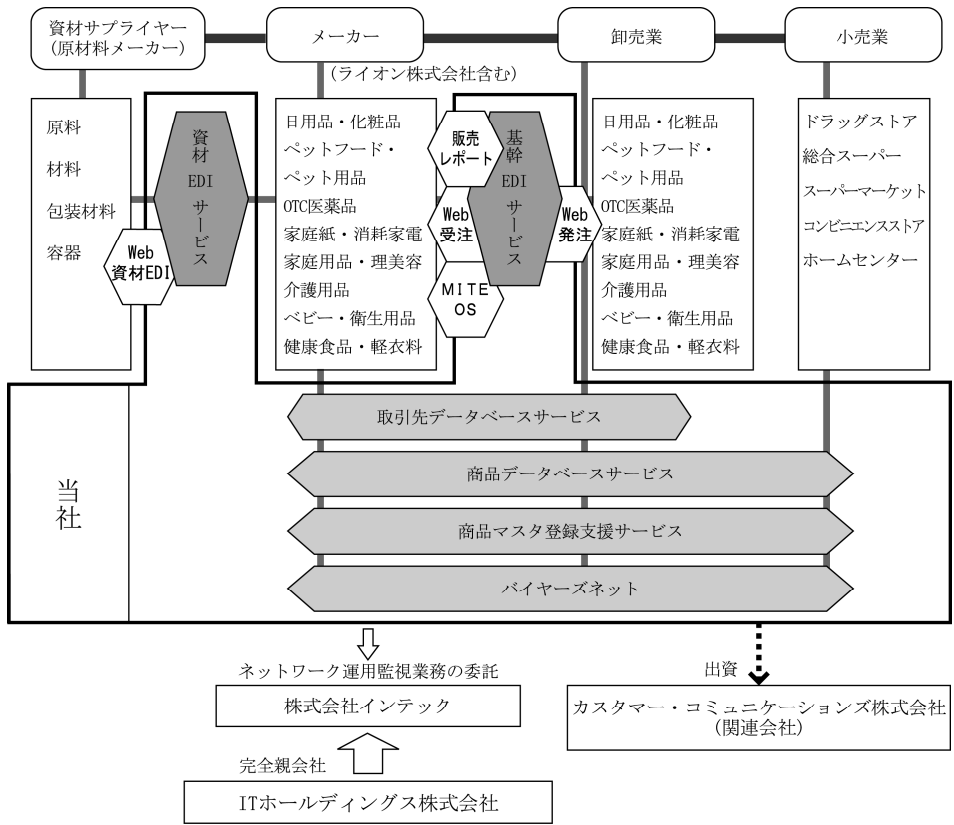 資材サプライヤー
(原材料メーカー)
メーカー
卸売業
小売業
(ライオン株式会社含む)
原料
材料
包装材料
容器
資材EDIサービス
Web
資材EDI
日用品・化粧品
ペットフード・
ペット用品
OTC医薬品
家庭紙・消耗家電
家庭用品・理美容
介護用品
ベビー・衛生用品
健康食品・軽衣料
販売
レポート
Web
受注
MITE
OS
基幹EDIサービス
Web
発注
日用品・化粧品
ペットフード・
ペット用品
OTC医薬品
家庭紙・消耗家電
家庭用品・理美容
介護用品
ベビー・衛生用品
健康食品・軽衣料
ドラッグストア
総合スーパー
スーパーマーケット
コンビニエンスストア
ホームセンター
当社
取引先データベースサービス
商品データベースサービス
商品マスタ登録支援サービス
バイヤーズネット
ネットワーク運用監視業務の委託
株式会社インテック
完全親会社
ITホールディングス株式会社
出資
カスタマー・コミュニケーションズ株式会社
(関連会社)